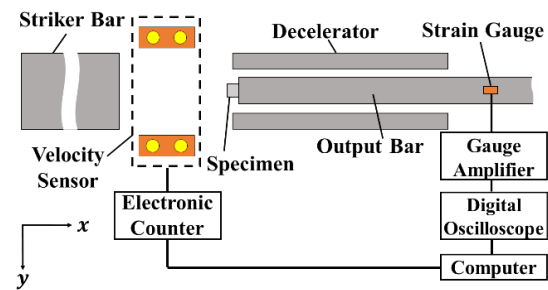 Striker Bar
Decelerator
Strain Gauge
Velocity
Sensor
Specimen
Output Bar
Gauge
Amplifier
Electronic
Counter
Digital
Oscilloscope
Computer
x
y